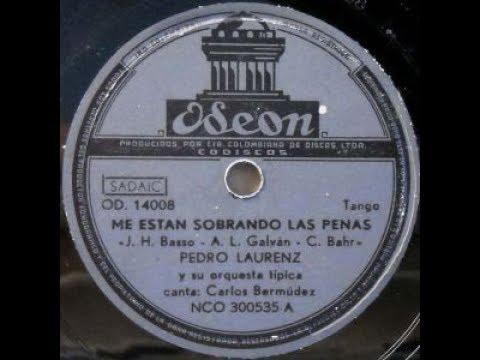 Odeon
PRODUCIDOS POR CIA. COLOMBIANA DE DISCOS LTDA.
CODISCOS
SADAIC
OD. 14008
Tango
ME ESTAN SOBRANDO LAS PENAS
«J. H. Basso - A. L. Galván - C. Bahr»
PEDRO LAURENZ
y su orquesta típica
canta: Carlos Bermúdez
NCO 300535 A